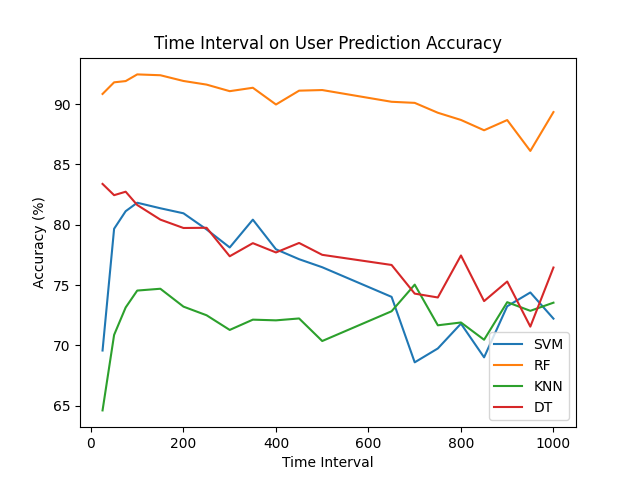 Time Interval on User Prediction Accuracy
Accuracy (%)
90
85
80
75
70
65
0
200
400
600
800
1000
Time Interval
SVM
RF
KNN
DT